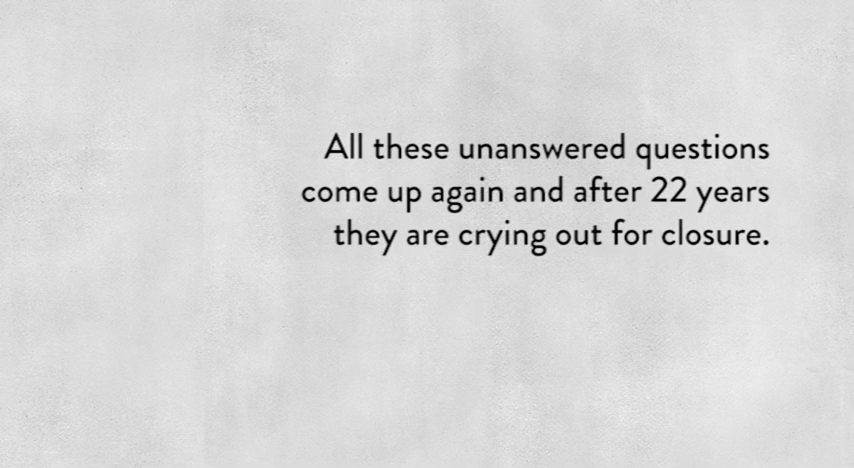 All these unanswered questions
come up again and after 22 years
they are crying out for closure.